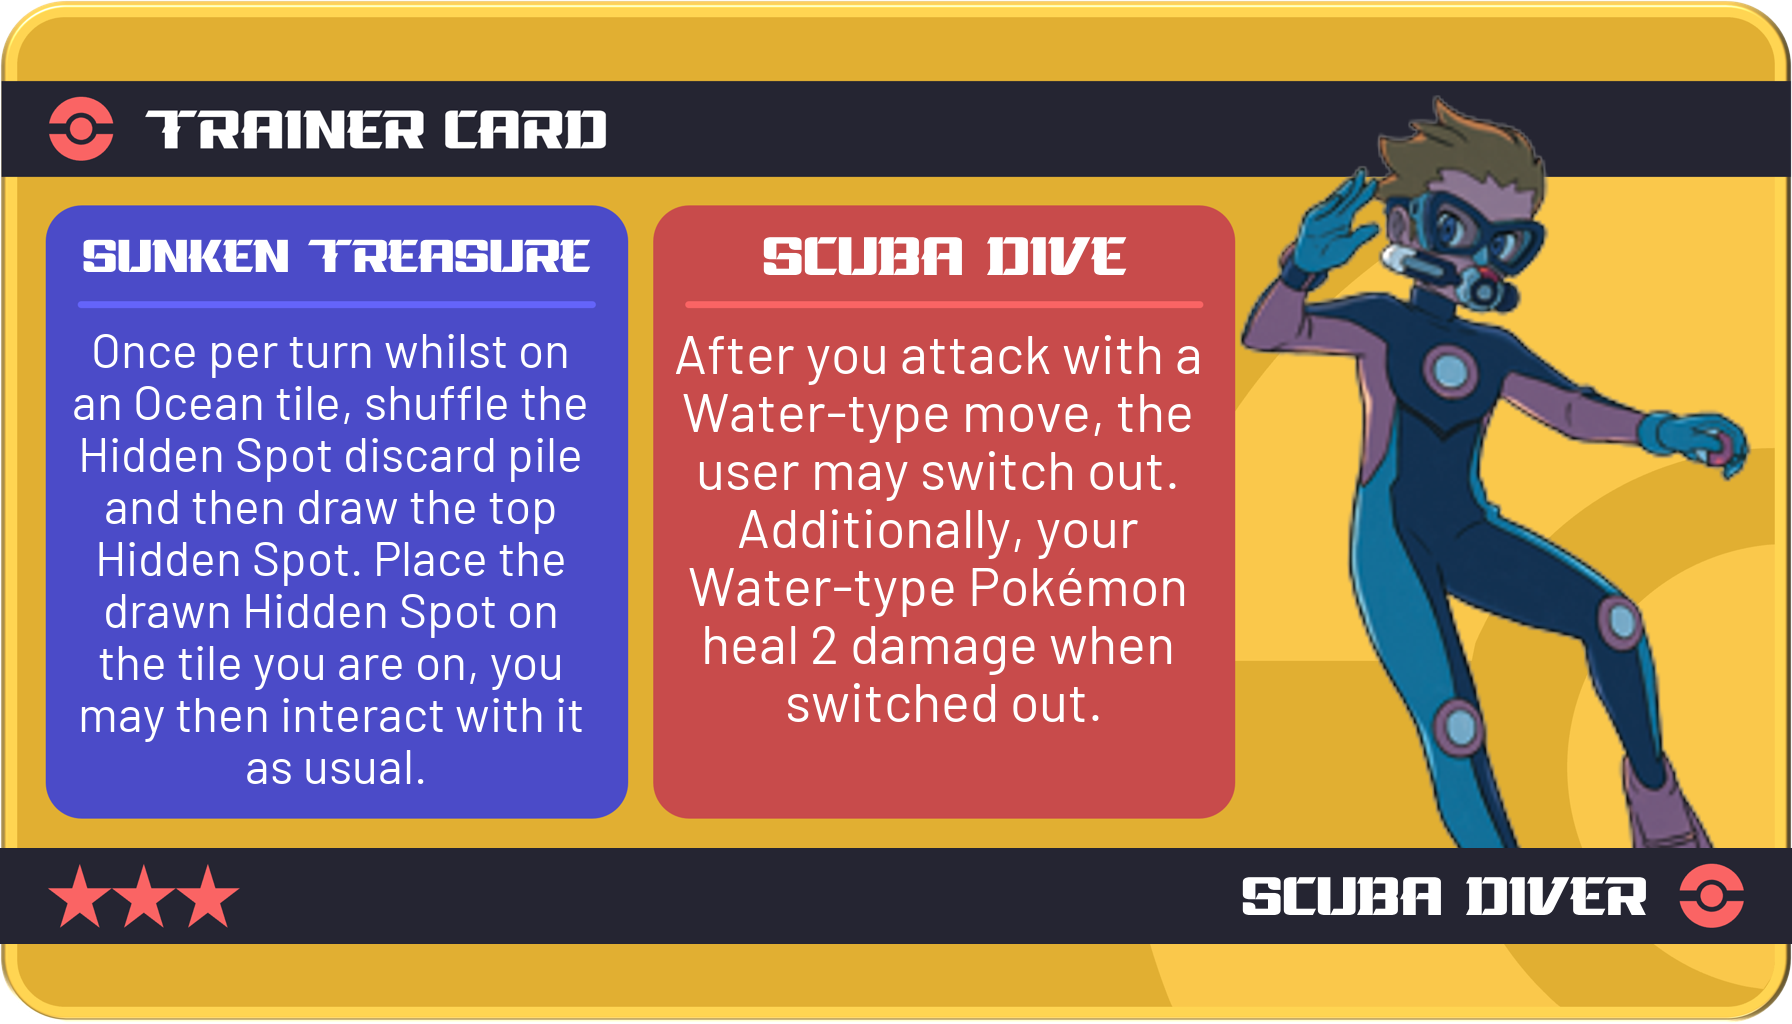 TRAINER CARD
SUNKEN TREASURE
Once per turn whilst on
an Ocean tile, shuffle the
Hidden Spot discard pile
and then draw the top
Hidden Spot. Place the
drawn Hidden Spot on
the tile you are on, you
may then interact with it
as usual.
SCUBA DIVE
After you attack with a
Water-type move, the
user may switch out.
Additionally, your
Water-type Pokémon
heal 2 damage when
switched out.
SCUBA DIVER